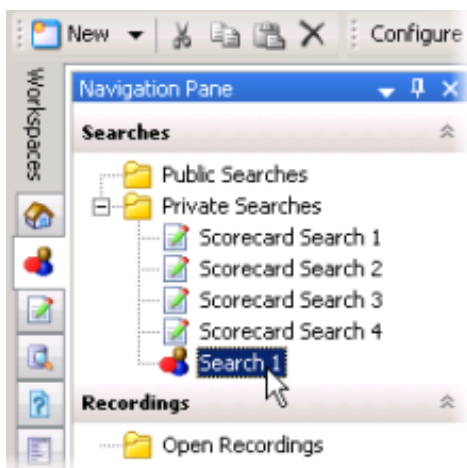 New Configure
Workspaces
Navigation Pane
Searches
Public Searches
Private Searches
Scorecard Search 1
Scorecard Search 2
Scorecard Search 3
Scorecard Search 4
Search 1
Recordings
Open Recordings